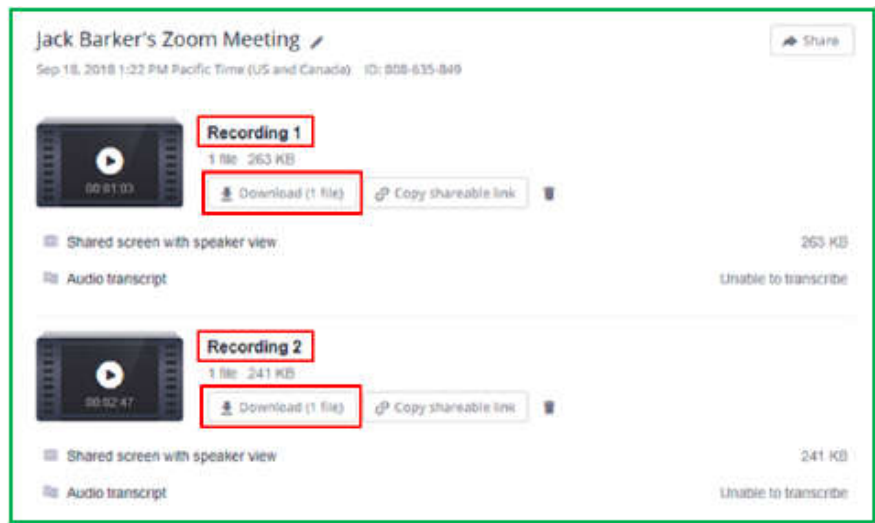 Jack Barker's Zoom Meeting
Share
Sep 18, 2018 1:22 PM Pacific Time (US and Canada) ID: 808-635-849
Recording 1
1 file 263 KB
00:01:03
Download (1 file) Copy shareable link
Shared screen with speaker view 263 KB
Audio transcript Unable to transcribe
Recording 2
1 file 241 KB
00:02:47
Download (1 file) Copy shareable link
Shared screen with speaker view 241 KB
Audio transcript Unable to transcribe